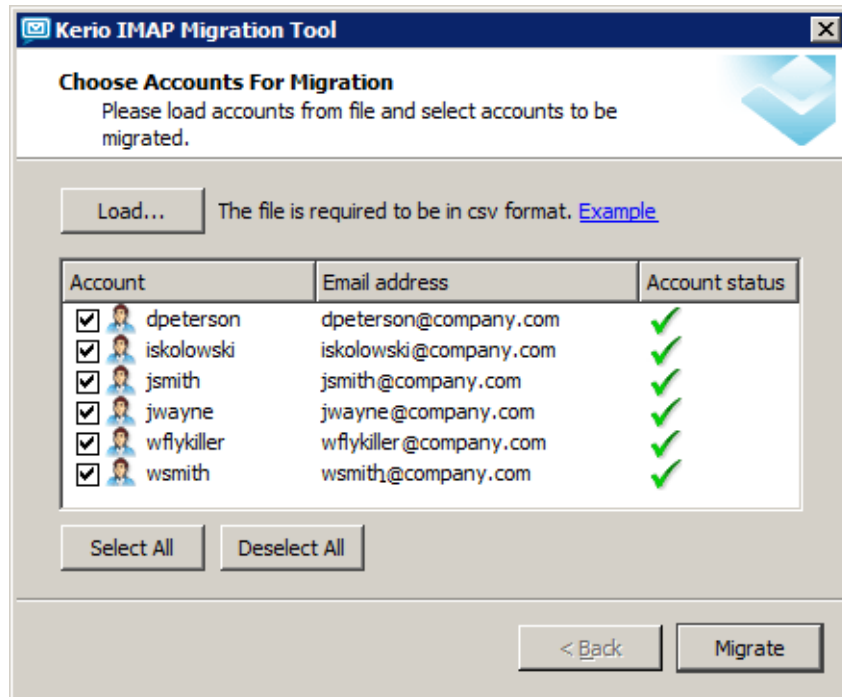 Kerio IMAP Migration Tool
Choose Accounts For Migration
Please load accounts from file and select accounts to be
migrated.
Load... The file is required to be in csv format. Example
Account Email address Account status
dpeterson dpeterson@company.com
iskolowski iskolowski@company.com
jsmith jsmith@company.com
jwayne jwayne@company.com
wflykiller wflykiller@company.com
wsmith wsmith@company.com
Select All Deselect All
< Back Migrate